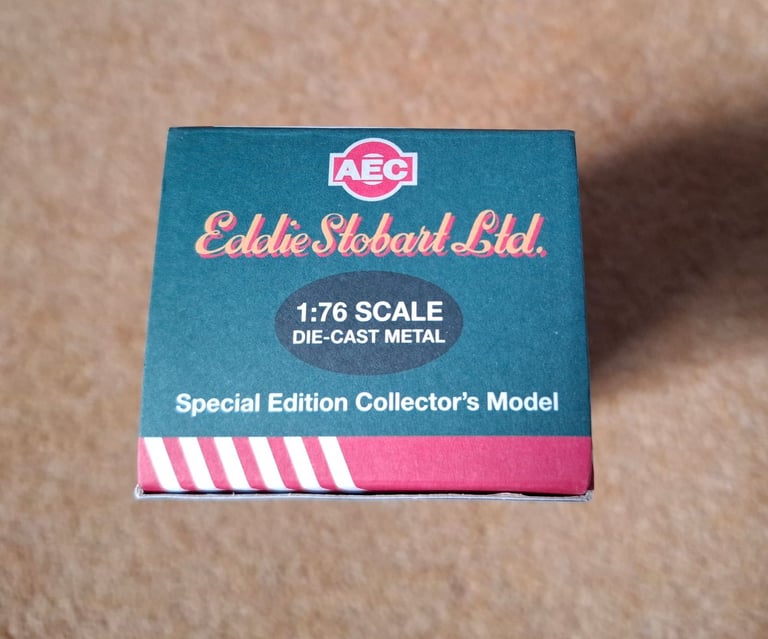 AEC
Eddie Stobart Ltd.
1:76 SCALE
DIE-CAST METAL
Special Edition Collector's Model